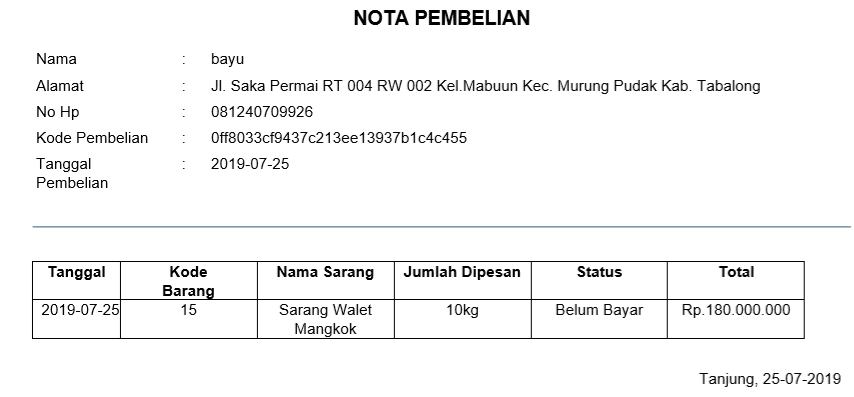 NOTA PEMBELIAN
Nama : bayu
Alamat : Jl. Saka Permai RT 004 RW 002 Kel.Mabuun Kec. Murung Pudak Kab. Tabalong
No Hp : 081240709926
Kode Pembelian : 0ff8033cf9437c213ee13937b1c4c455
Tanggal : 2019-07-25
Pembelian
Tanggal Kode Nama Sarang Jumlah Dipesan Status Total
Barang
2019-07-25 15 Sarang Walet 10kg Belum Bayar Rp.180.000.000
Mangkok
Tanjung, 25-07-2019